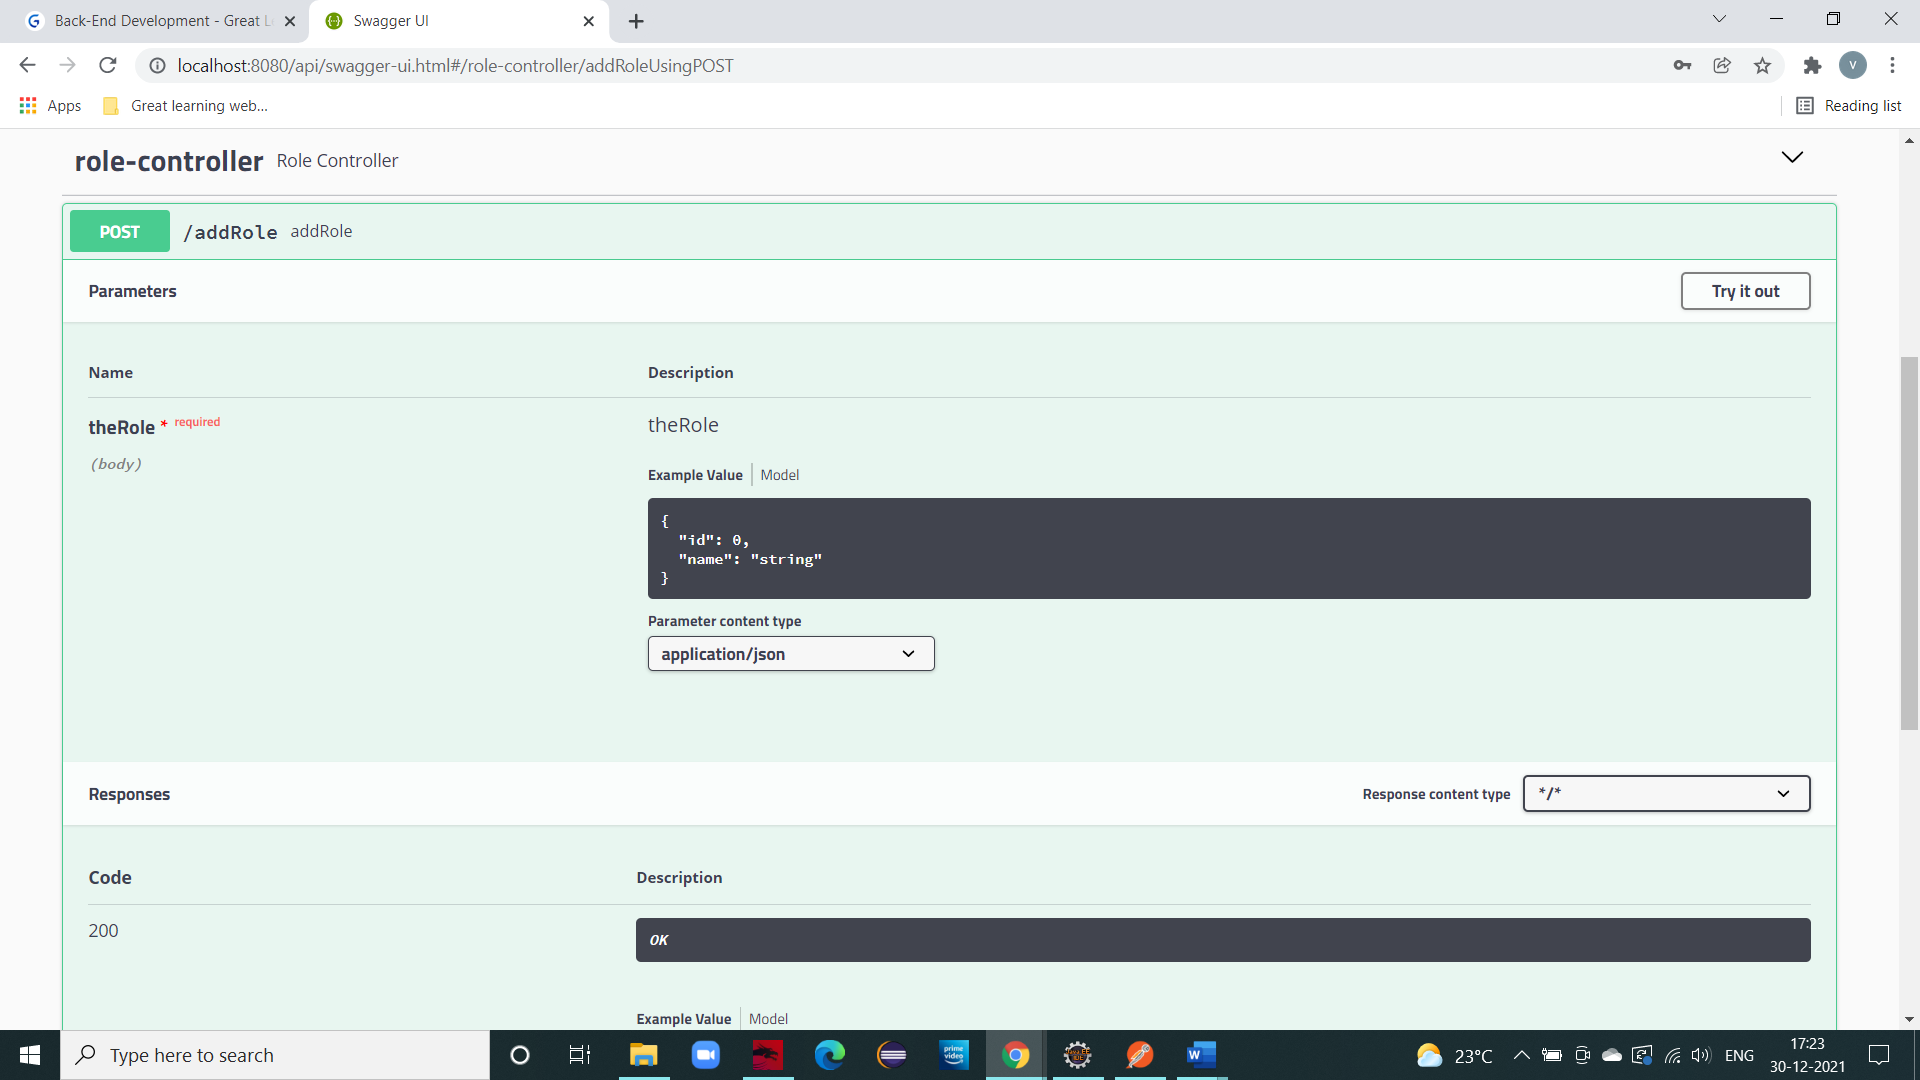 Back-End Development - Great L
Swagger UI
localhost:8080/api/swagger-ui.html#/role-controller/addRoleUsingPOST
V
Apps
Great learning web...
Reading list
role-controller Role Controller
POST /addRole addRole
Parameters
Try it out
Name Description
theRole * required
(body)
theRole
Example Value Model
{
"id": 0,
"name": "string"
}
Parameter content type
application/json
Responses
Response content type */*
Code Description
200
OK
Example Value Model
Type here to search
prime video
W
23°C
ENG
17:23
30-12-2021